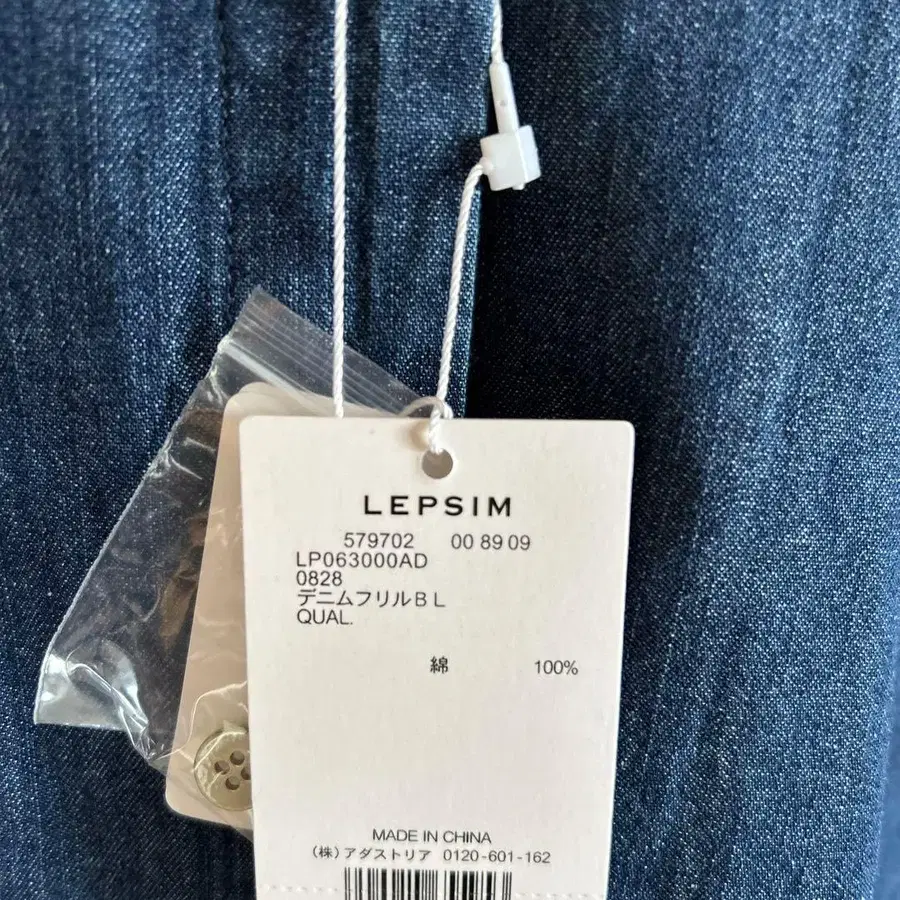 LEPSIM
579702 00 89 09
LP063000AD
0828
デニムフリルＢＬ
QUAL.
綿 100%
MADE IN CHINA
(株)アダストリア 0120-601-162